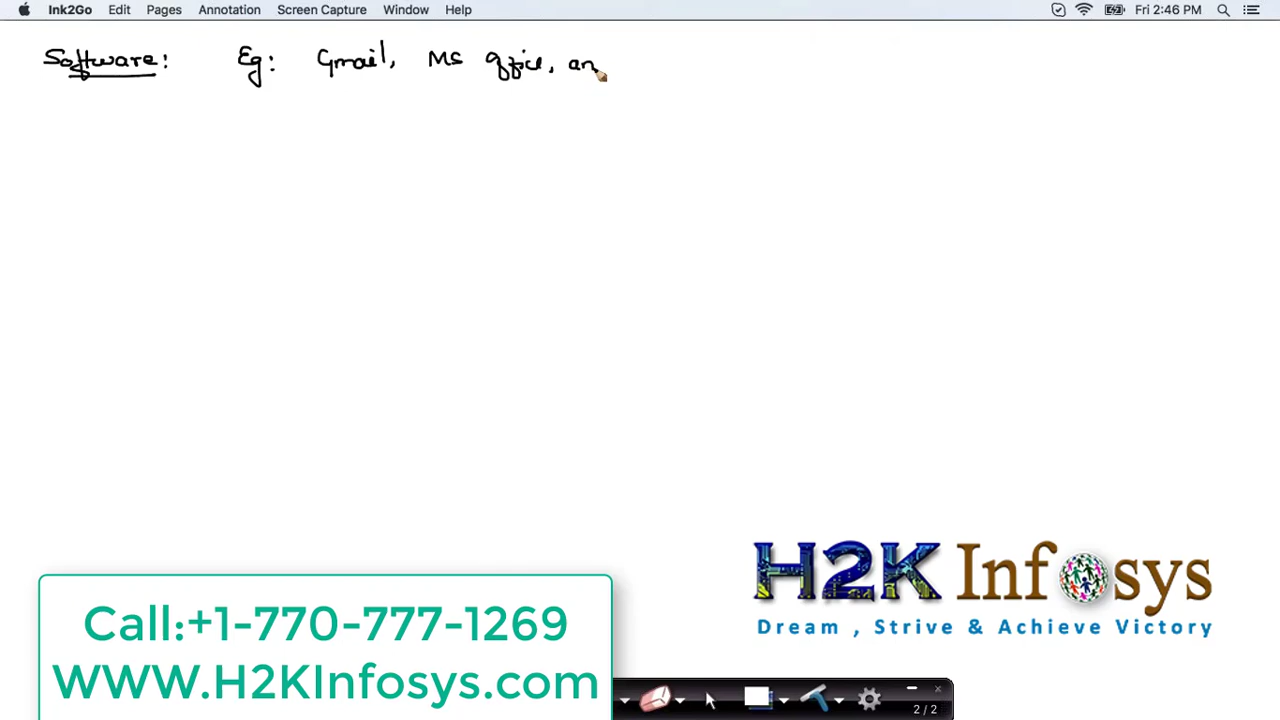 Ink2Go Edit Pages Annotation Screen Capture Window Help Fri 2:46 PM
Software: Eg: Gmail, MS office, an
H2K Infosys
Dream , Strive & Achieve Victory
Call:+1-770-777-1269
WWW.H2KInfosys.com
2 / 2